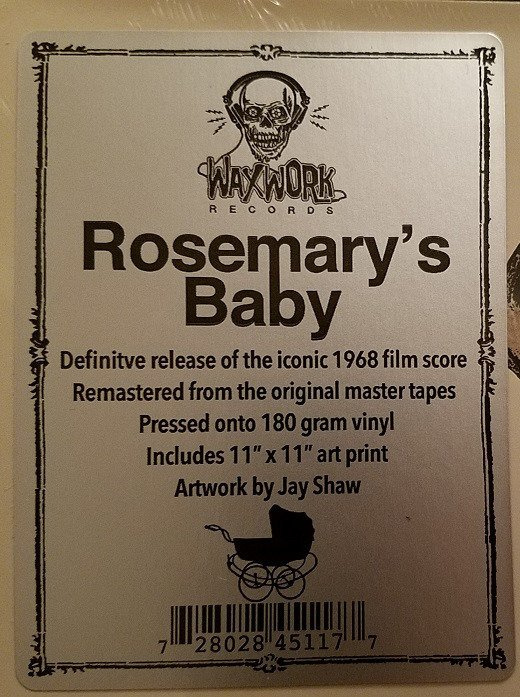 WAXWORK
RECORDS
Rosemary's
Baby
Definitve release of the iconic 1968 film score
Remastered from the original master tapes
Pressed onto 180 gram vinyl
Includes 11" x 11" art print
Artwork by Jay Shaw
7 28028 45117 7